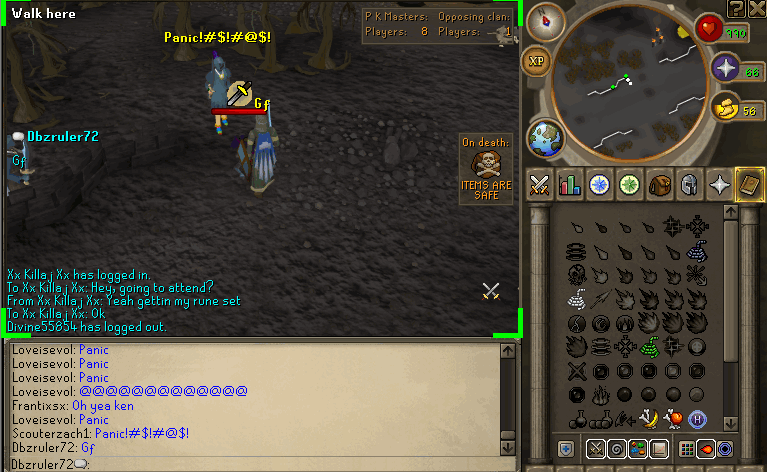 Walk here
Panic!#$!#@$!
P K Masters: Opposing clan:
Players: 8 Players: 1
990
XP
66
56
Gf
Dbzruler72
Gf
On death:
ITEMS ARE
SAFE
Xx Killa j Xx has logged in.
To Xx Killa j Xx: Hey, going to attend?
From Xx Killa j Xx: Yeah gettin my rune set
To Xx Killa j Xx: Ok
Divine55854 has logged out.
Loveisevol: Panic
Loveisevol: Panic
Loveisevol: Panic
Loveisevol: @@@@@@@@@@@@@
Frantixsx: Oh yea ken
Loveisevol: Panic
Scouterzach1: Panic!#$!#@$!
Dbzruler72: Gf
Dbzruler72: